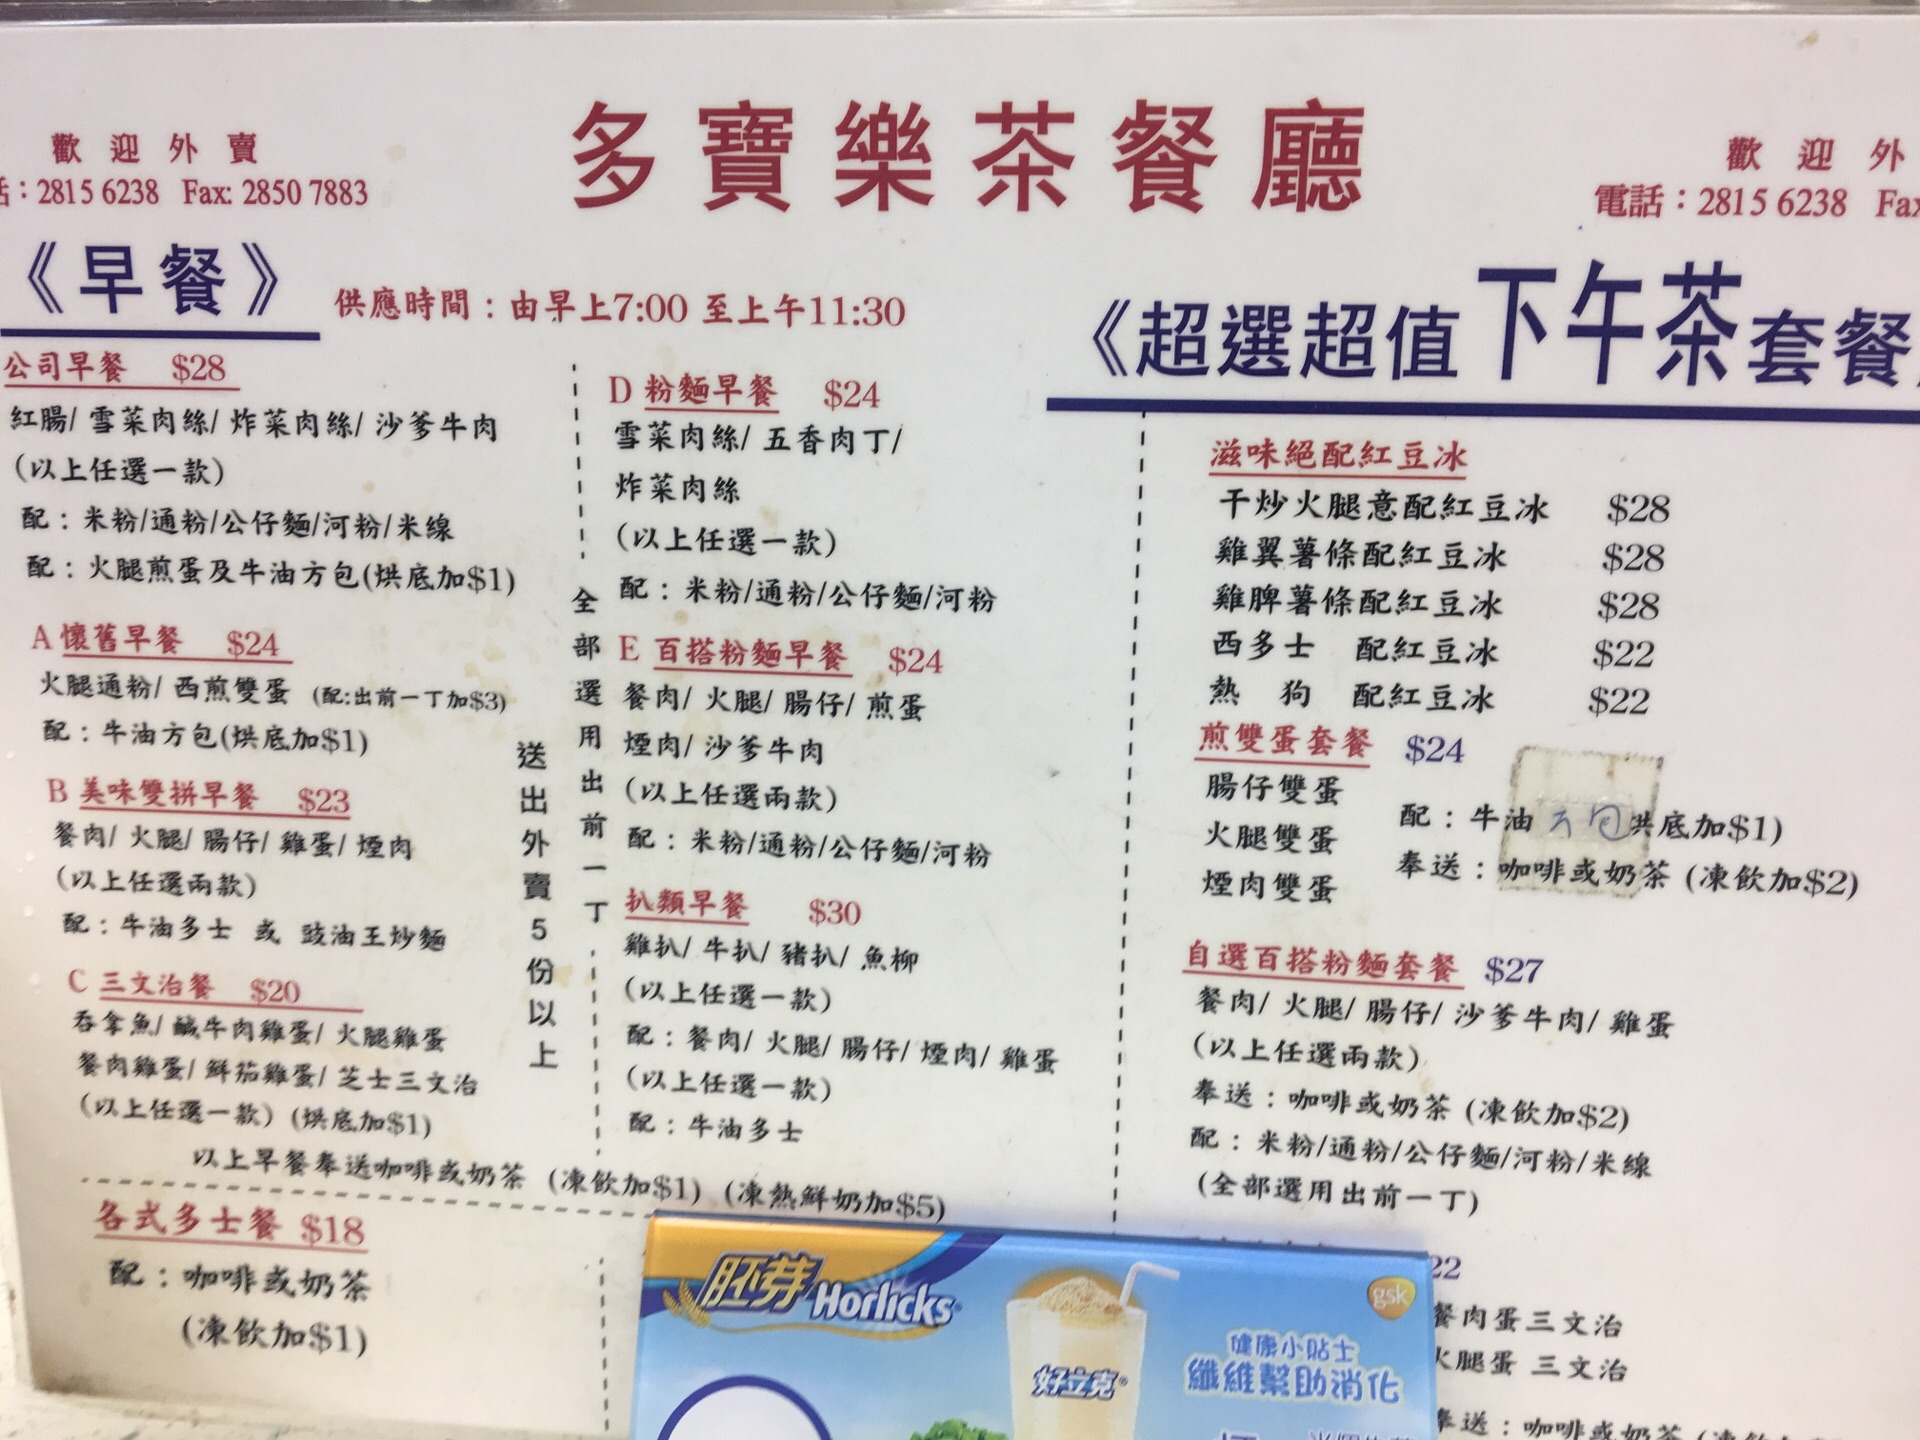 多寶樂茶餐廳
歡迎外賣
：2815 6238 Fax: 2850 7883
歡迎外
電話：2815 6238 Fax
《早餐》
供應時間：由早上7:00 至上午11:30
公司早餐 $28
紅腸/ 雪菜肉絲/ 炸菜肉絲/ 沙爹牛肉
(以上任選一款)
配：米粉/通粉/公仔麵/河粉/米線
配：火腿煎蛋及牛油方包(烘底加$1)
A 懷舊早餐 $24
火腿通粉/ 西煎雙蛋 (配:出前一丁加$3)
配：牛油方包(烘底加$1)
B 美味雙拼早餐 $23
餐肉/ 火腿/ 腸仔/ 雞蛋/ 煙肉
(以上任選兩款)
配：牛油多士 或 豉油王炒麵
C 三文治餐 $20
吞拿魚/ 鹹牛肉雞蛋/ 火腿雞蛋
餐肉雞蛋/ 鮮茄雞蛋/ 芝士三文治
(以上任選一款) (烘底加$1)
送出外賣5份以上
全部選用出前一丁
D 粉麵早餐 $24
雪菜肉絲/ 五香肉丁/
炸菜肉絲
(以上任選一款)
配：米粉/通粉/公仔麵/河粉
E 百搭粉麵早餐 $24
餐肉/ 火腿/ 腸仔/ 煎蛋
煙肉/ 沙爹牛肉
(以上任選兩款)
配：米粉/通粉/公仔麵/河粉
扒類早餐 $30
雞扒/ 牛扒/ 豬扒/ 魚柳
(以上任選一款)
配：餐肉/ 火腿/ 腸仔/ 煙肉/ 雞蛋
(以上任選一款)
配：牛油多士
以上早餐奉送咖啡或奶茶 (凍飲加$1) (凍熱鮮奶加$5)
各式多士餐 $18
配：咖啡或奶茶
(凍飲加$1)
《超選超值下午茶套餐
滋味絕配紅豆冰
干炒火腿意配紅豆冰 $28
雞翼薯條配紅豆冰 $28
雞脾薯條配紅豆冰 $28
西多士 配紅豆冰 $22
熱 狗 配紅豆冰 $22
煎雙蛋套餐 $24
腸仔雙蛋
火腿雙蛋
煙肉雙蛋
配：牛油方包烘底加$1)
奉送：咖啡或奶茶 (凍飲加$2)
自選百搭粉麵套餐 $27
餐肉/ 火腿/ 腸仔/ 沙爹牛肉/ 雞蛋
(以上任選兩款)
奉送：咖啡或奶茶 (凍飲加$2)
配：米粉/通粉/公仔麵/河粉/米線
(全部選用出前一丁)
22
餐肉蛋三文治
火腿蛋 三文治
奉送：咖啡或奶茶
胚芽 Horlicks
gsk
好立克
健康小貼士
纖維幫助消化